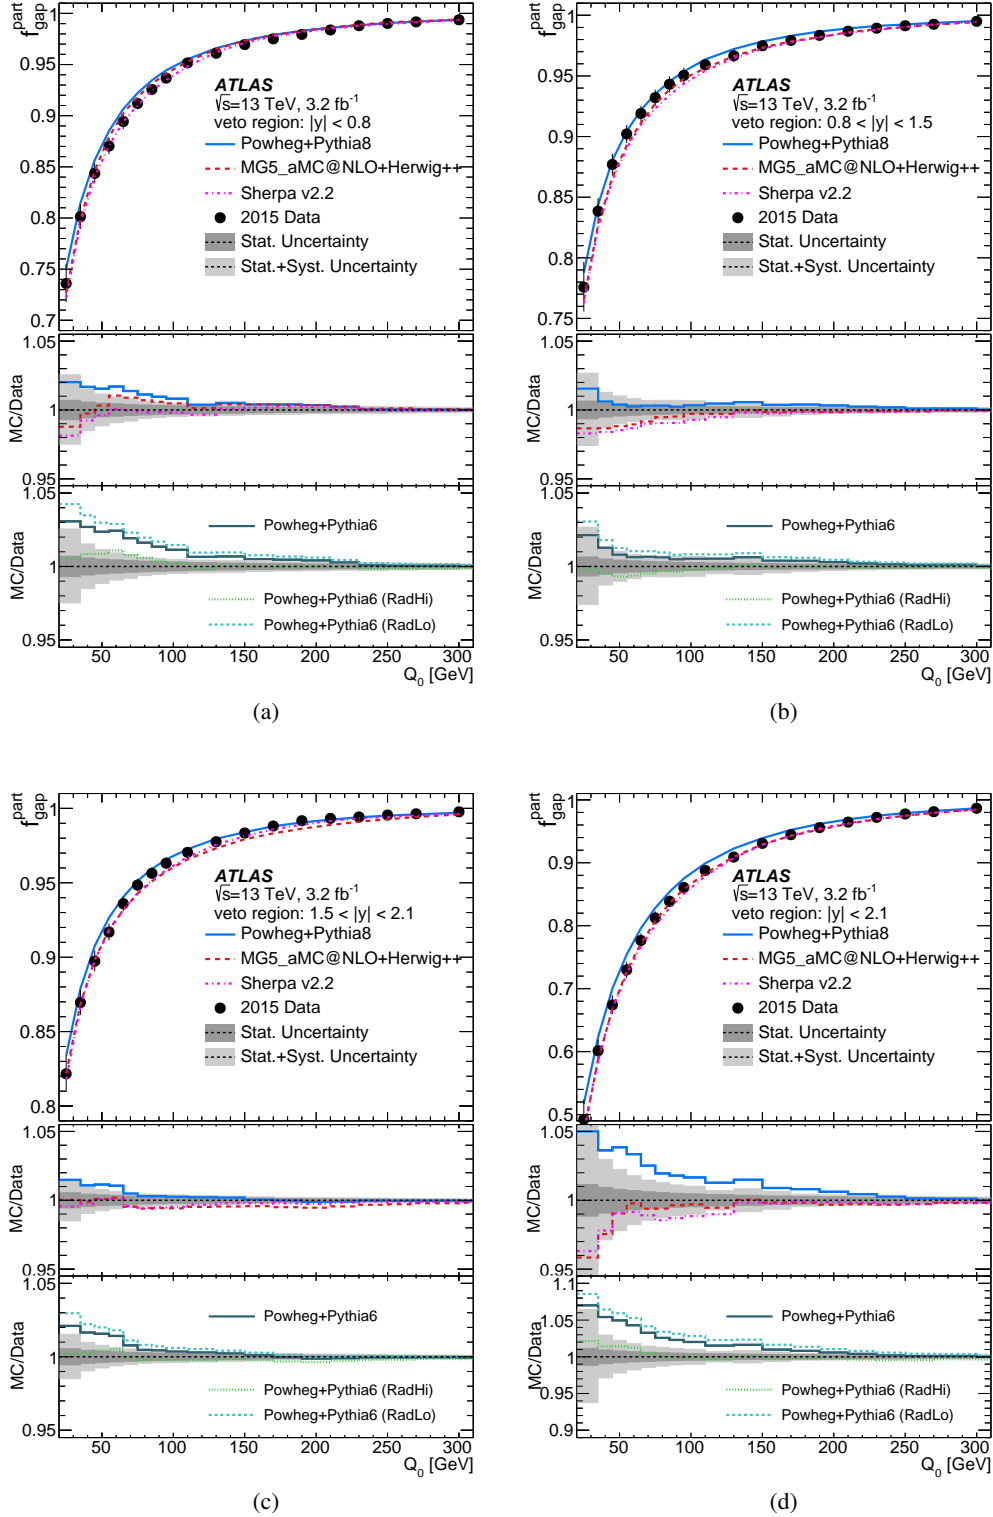 f_gap^part
1
0.95
0.9
0.85
0.8
0.75
0.7
ATLAS
√s=13 TeV, 3.2 fb⁻¹
veto region: |y| < 0.8
Powheg+Pythia8
MG5_aMC@NLO+Herwig++
Sherpa v2.2
2015 Data
Stat. Uncertainty
Stat.+Syst. Uncertainty
MC/Data
1.05
1
0.95
MC/Data
1.05
1
0.95
Powheg+Pythia6
Powheg+Pythia6 (RadHi)
Powheg+Pythia6 (RadLo)
50 100 150 200 250 300
Q₀ [GeV]
(a)
f_gap^part
1
0.95
0.9
0.85
0.8
0.75
ATLAS
√s=13 TeV, 3.2 fb⁻¹
veto region: 0.8 < |y| < 1.5
Powheg+Pythia8
MG5_aMC@NLO+Herwig++
Sherpa v2.2
2015 Data
Stat. Uncertainty
Stat.+Syst. Uncertainty
MC/Data
1.05
1
0.95
MC/Data
1.05
1
0.95
Powheg+Pythia6
Powheg+Pythia6 (RadHi)
Powheg+Pythia6 (RadLo)
50 100 150 200 250 300
Q₀ [GeV]
(b)
f_gap^part
1
0.95
0.9
0.85
0.8
ATLAS
√s=13 TeV, 3.2 fb⁻¹
veto region: 1.5 < |y| < 2.1
Powheg+Pythia8
MG5_aMC@NLO+Herwig++
Sherpa v2.2
2015 Data
Stat. Uncertainty
Stat.+Syst. Uncertainty
MC/Data
1.05
1
0.95
MC/Data
1.05
1
0.95
Powheg+Pythia6
Powheg+Pythia6 (RadHi)
Powheg+Pythia6 (RadLo)
50 100 150 200 250 300
Q₀ [GeV]
(c)
f_gap^part
1
0.9
0.8
0.7
0.6
0.5
ATLAS
√s=13 TeV, 3.2 fb⁻¹
veto region: |y| < 2.1
Powheg+Pythia8
MG5_aMC@NLO+Herwig++
Sherpa v2.2
2015 Data
Stat. Uncertainty
Stat.+Syst. Uncertainty
MC/Data
1.05
1
0.95
MC/Data
1.1
1.05
1
0.95
0.9
Powheg+Pythia6
Powheg+Pythia6 (RadHi)
Powheg+Pythia6 (RadLo)
50 100 150 200 250 300
Q₀ [GeV]
(d)